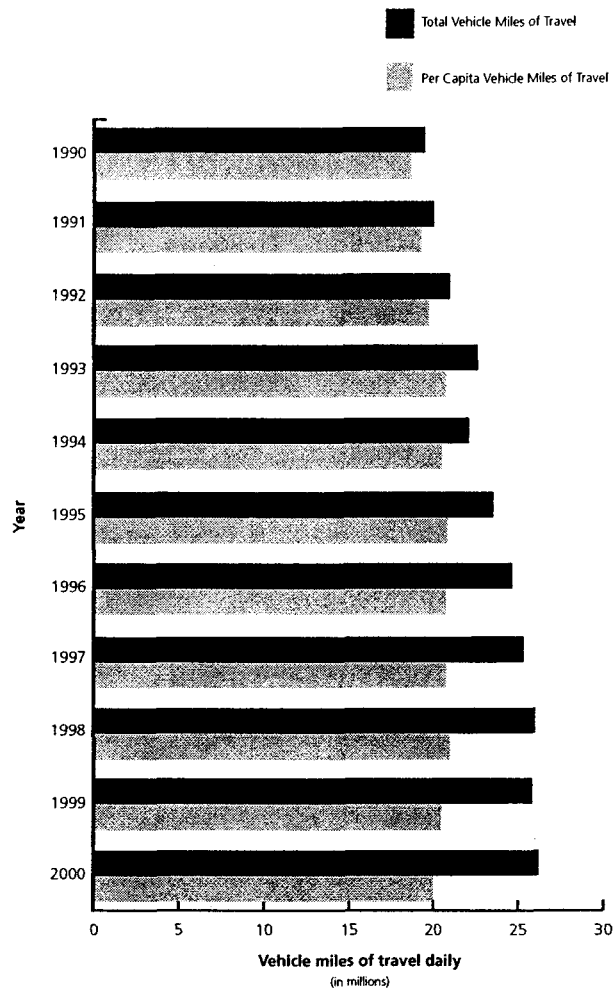 Total Vehicle Miles of Travel
Per Capita Vehicle Miles of Travel
1990
1991
1992
1993
1994
1995
1996
1997
1998
1999
2000
Year
0 5 10 15 20 25 30
Vehicle miles of travel daily
(in millions)